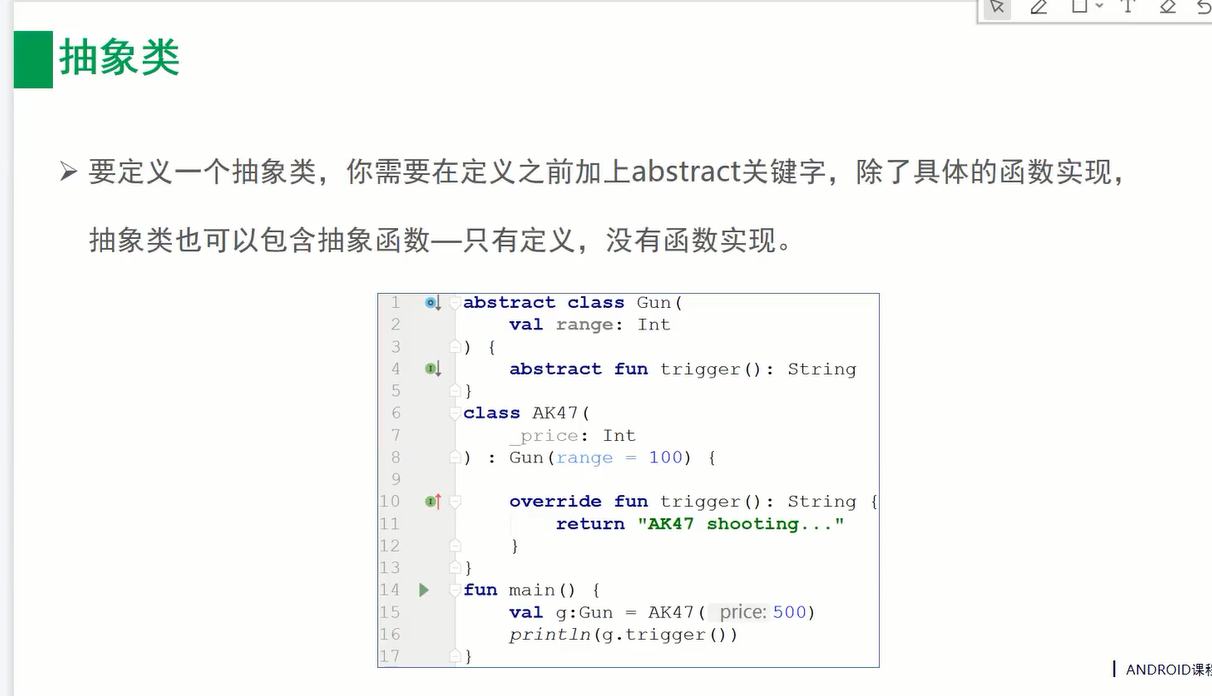 抽象类
要定义一个抽象类，你需要在定义之前加上abstract关键字，除了具体的函数实现，
抽象类也可以包含抽象函数—只有定义，没有函数实现。
1 abstract class Gun(
2     val range: Int
3 ) {
4     abstract fun trigger(): String
5 }
6 class AK47(
7     _price: Int
8 ) : Gun(range = 100) {
9
10     override fun trigger(): String {
11         return "AK47 shooting..."
12     }
13 }
14 fun main() {
15     val g:Gun = AK47( price: 500)
16     println(g.trigger())
17 }
ANDROID课程